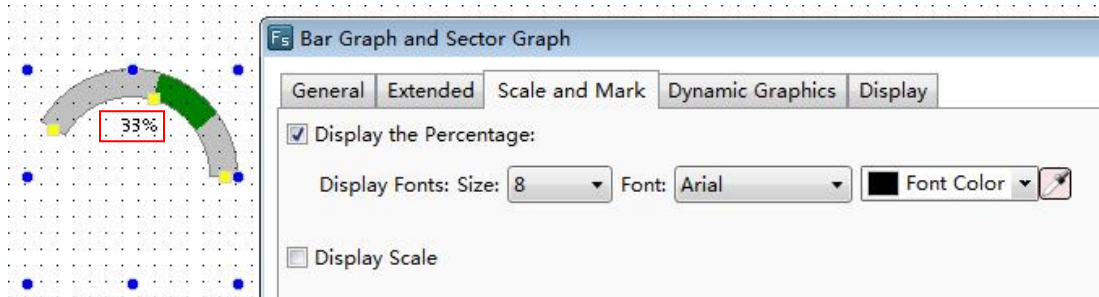 Fs Bar Graph and Sector Graph
General Extended Scale and Mark Dynamic Graphics Display
33%
Display the Percentage:
Display Fonts: Size: 8 Font: Arial Font Color
Display Scale